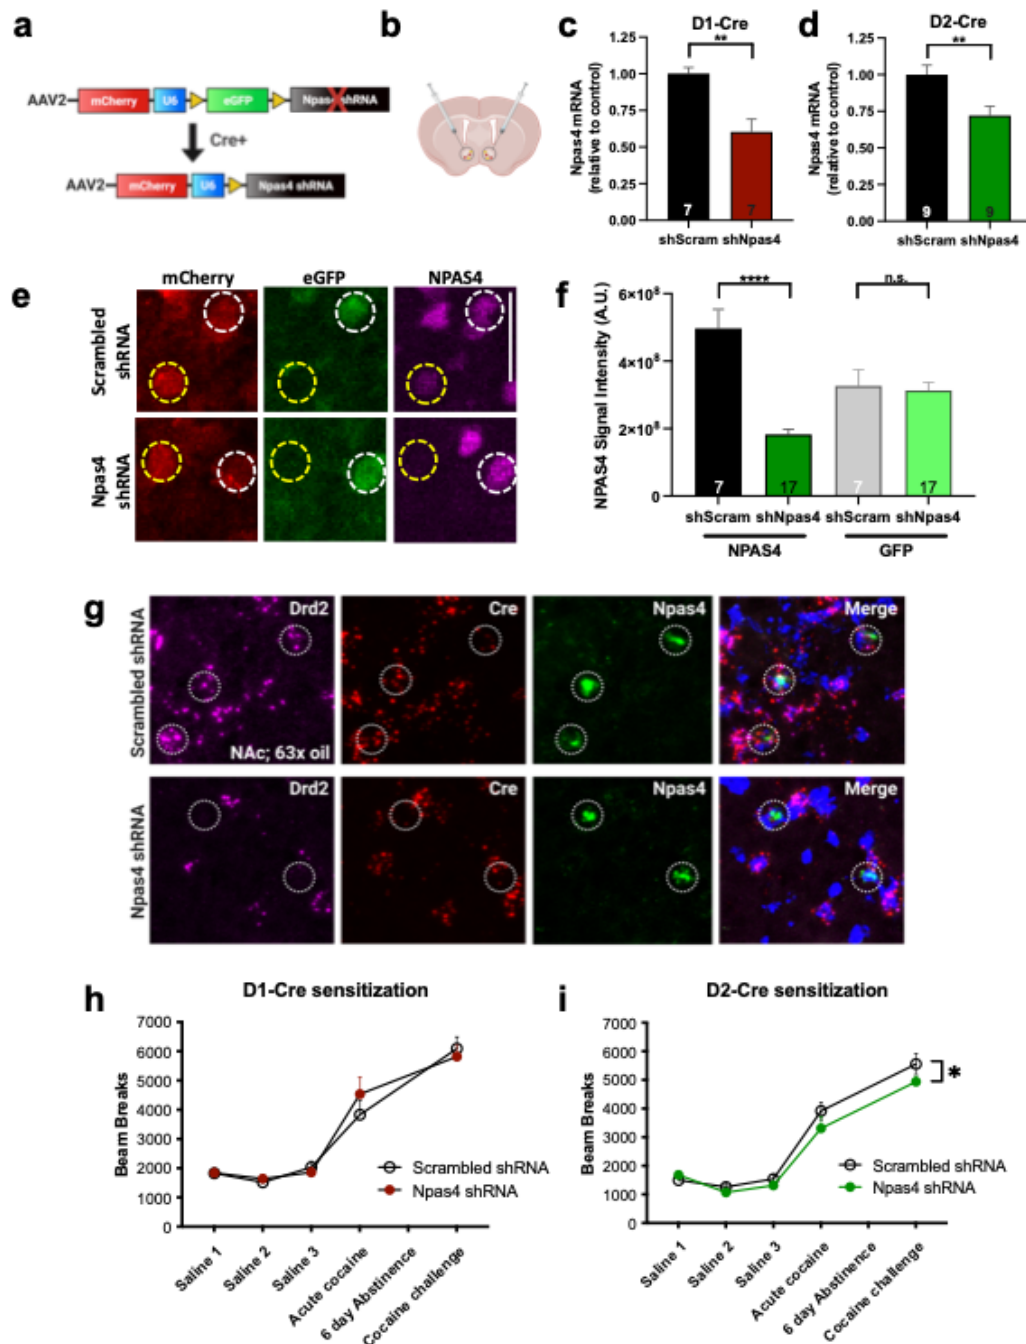 a
AAV2 mCherry U6 eGFP Npas4 shRNA
Cre+
AAV2 mCherry U6 Npas4 shRNA
b
c
D1-Cre
**
Npas4 mRNA
(relative to control)
1.25
1.00
0.75
0.50
0.25
0.00
7
7
shScram shNpas4
d
D2-Cre
**
Npas4 mRNA
(relative to control)
1.25
1.00
0.75
0.50
0.25
0.00
9
9
shScram shNpas4
e
mCherry eGFP NPAS4
Scrambled
shRNA
Npas4
shRNA
f
**** n.s.
NPAS4 Signal Intensity (A.U.)
6×10⁸
4×10⁸
2×10⁸
0
7 17 7 17
shScram shNpas4 shScram shNpas4
NPAS4 GFP
g
Scrambled shRNA
Drd2 Cre Npas4 Merge
NAc; 63x oil
Npas4 shRNA
Drd2 Cre Npas4 Merge
h
D1-Cre sensitization
Beam Breaks
7000
6000
5000
4000
3000
2000
1000
0
Scrambled shRNA
Npas4 shRNA
Saline 1
Saline 2
Saline 3
Acute cocaine
6 day Abstinence
Cocaine challenge
i
D2-Cre sensitization
Beam Breaks
7000
6000
5000
4000
3000
2000
1000
0
*
Scrambled shRNA
Npas4 shRNA
Saline 1
Saline 2
Saline 3
Acute cocaine
6 day Abstinence
Cocaine challenge